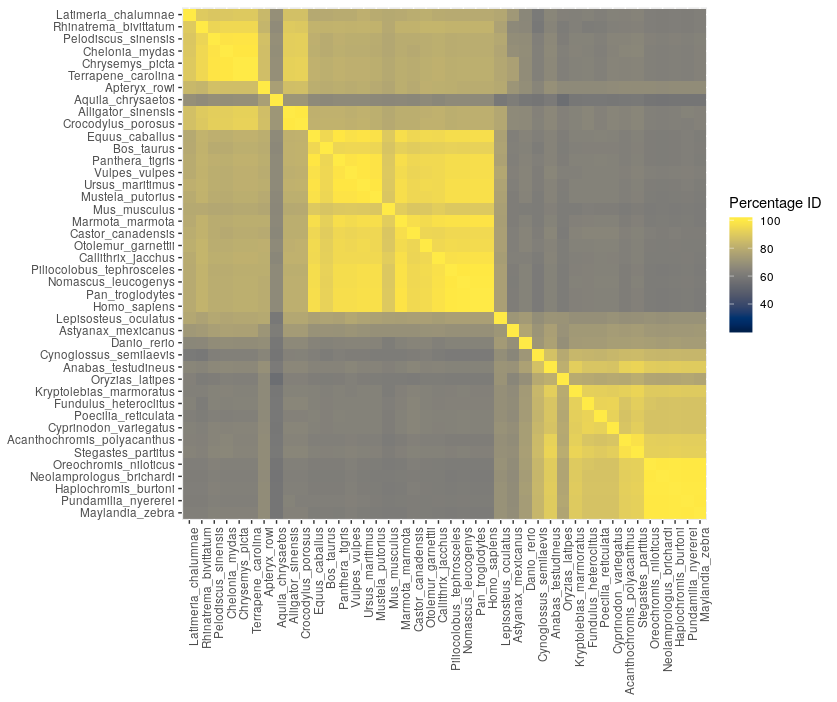 Latimeria_chalumnae
Rhinatrema_bivittatum
Pelodiscus_sinensis
Chelonia_mydas
Chrysemys_picta
Terrapene_carolina
Apteryx_rowi
Aquila_chrysaetos
Alligator_sinensis
Crocodylus_porosus
Equus_caballus
Bos_taurus
Panthera_tigris
Vulpes_vulpes
Ursus_maritimus
Mustela_putorius
Mus_musculus
Marmota_marmota
Castor_canadensis
Otolemur_garnettii
Callithrix_jacchus
Piliocolobus_tephrosceles
Nomascus_leucogenys
Pan_troglodytes
Homo_sapiens
Lepisosteus_oculatus
Astyanax_mexicanus
Danio_rerio
Cynoglossus_semilaevis
Anabas_testudineus
Oryzias_latipes
Kryptolebias_marmoratus
Fundulus_heteroclitus
Poecilia_reticulata
Cyprinodon_variegatus
Acanthochromis_polyacanthus
Stegastes_partitus
Oreochromis_niloticus
Neolamprologus_brichardi
Haplochromis_burtoni
Pundamilia_nyererei
Maylandia_zebra
Latimeria_chalumnae
Rhinatrema_bivittatum
Pelodiscus_sinensis
Chelonia_mydas
Chrysemys_picta
Terrapene_carolina
Apteryx_rowi
Aquila_chrysaetos
Alligator_sinensis
Crocodylus_porosus
Equus_caballus
Bos_taurus
Panthera_tigris
Vulpes_vulpes
Ursus_maritimus
Mustela_putorius
Mus_musculus
Marmota_marmota
Castor_canadensis
Otolemur_garnettii
Callithrix_jacchus
Piliocolobus_tephrosceles
Nomascus_leucogenys
Pan_troglodytes
Homo_sapiens
Lepisosteus_oculatus
Astyanax_mexicanus
Danio_rerio
Cynoglossus_semilaevis
Anabas_testudineus
Oryzias_latipes
Kryptolebias_marmoratus
Fundulus_heteroclitus
Poecilia_reticulata
Cyprinodon_variegatus
Acanthochromis_polyacanthus
Stegastes_partitus
Oreochromis_niloticus
Neolamprologus_brichardi
Haplochromis_burtoni
Pundamilia_nyererei
Maylandia_zebra
Percentage ID
100
80
60
40